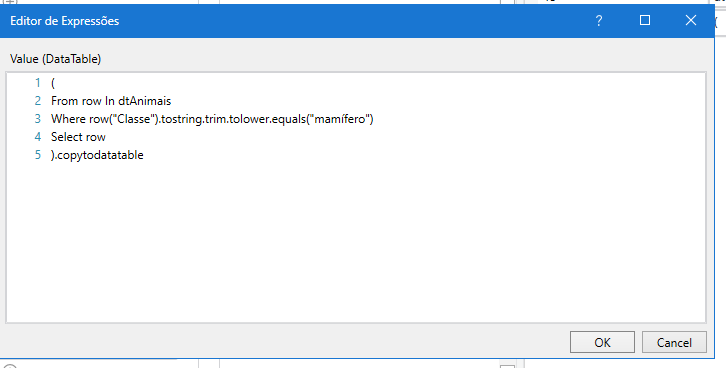 Editor de Expressões
?
Value (DataTable)
1 (
2 From row In dtAnimais
3 Where row("Classe").tostring.trim.tolower.equals("mamífero")
4 Select row
5 ).copytodatatable
OK
Cancel